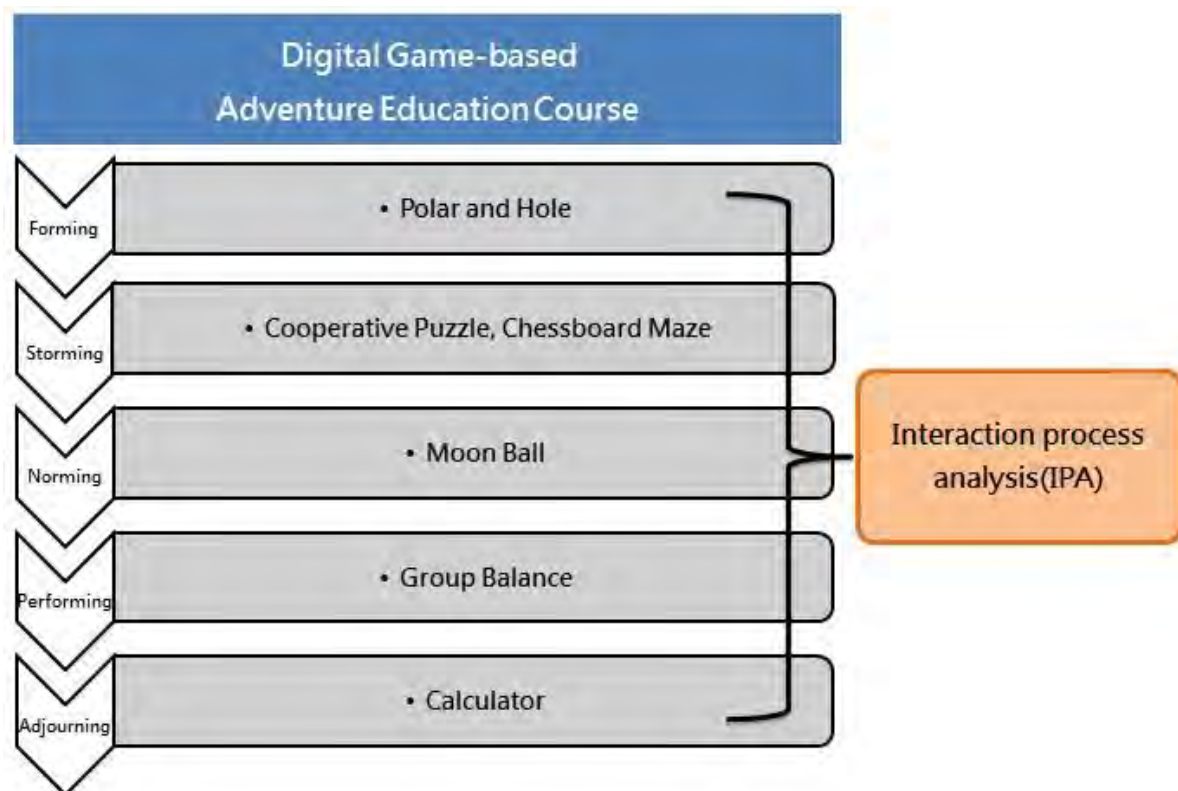 Digital Game-based
Adventure Education Course
Forming
• Polar and Hole
Storming
• Cooperative Puzzle, Chessboard Maze
Norming
• Moon Ball
Performing
• Group Balance
Adjourning
• Calculator
Interaction process
analysis(IPA)